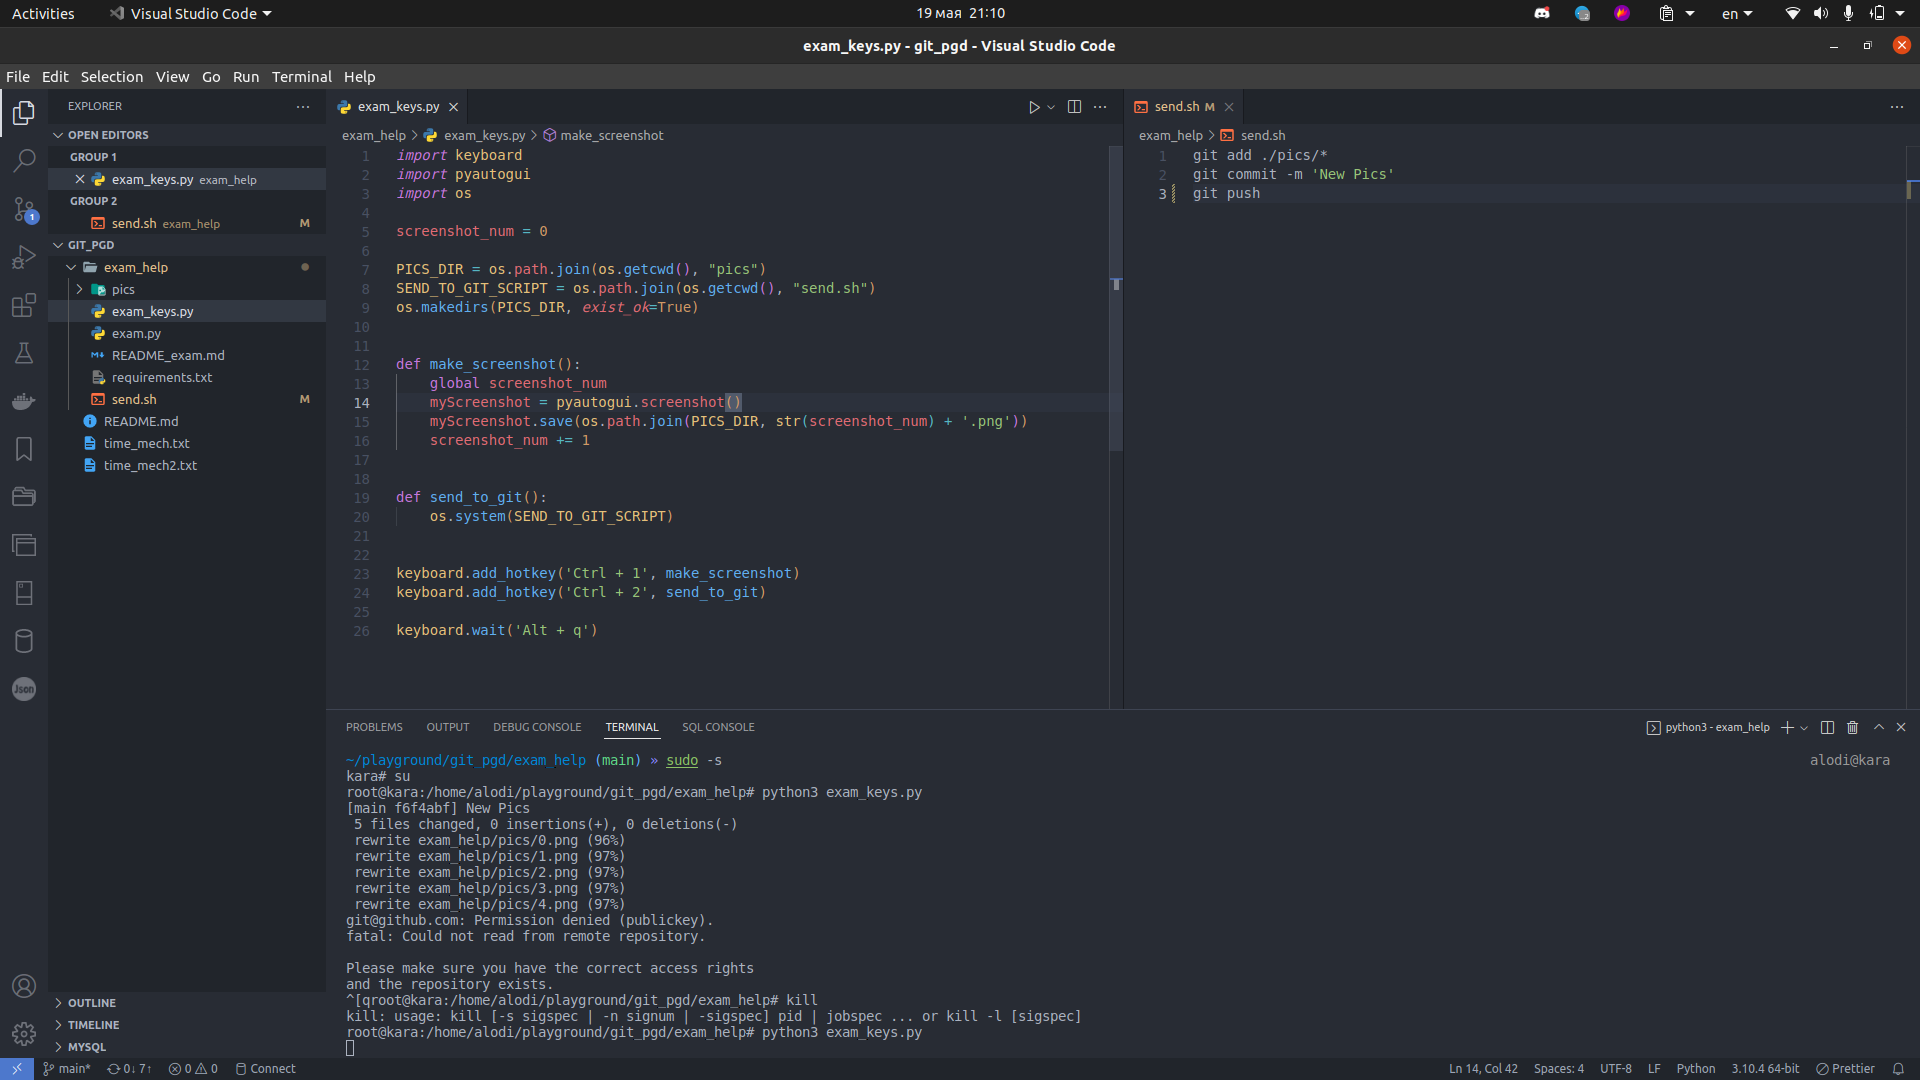 Activities
Visual Studio Code
19 мая 21:10
en
exam_keys.py - git_pgd - Visual Studio Code
File Edit Selection View Go Run Terminal Help
EXPLORER
OPEN EDITORS
GROUP 1
exam_keys.py exam_help
GROUP 2
send.sh exam_help M
GIT_PGD
exam_help
pics
exam_keys.py
exam.py
README_exam.md
requirements.txt
send.sh M
README.md
time_mech.txt
time_mech2.txt
OUTLINE
TIMELINE
MYSQL
1
Json
exam_keys.py
exam_help > exam_keys.py > make_screenshot
1 import keyboard
2 import pyautogui
3 import os
4
5 screenshot_num = 0
6
7 PICS_DIR = os.path.join(os.getcwd(), "pics")
8 SEND_TO_GIT_SCRIPT = os.path.join(os.getcwd(), "send.sh")
9 os.makedirs(PICS_DIR, exist_ok=True)
10
11
12 def make_screenshot():
13     global screenshot_num
14     myScreenshot = pyautogui.screenshot()
15     myScreenshot.save(os.path.join(PICS_DIR, str(screenshot_num) + '.png'))
16     screenshot_num += 1
17
18
19 def send_to_git():
20     os.system(SEND_TO_GIT_SCRIPT)
21
22
23 keyboard.add_hotkey('Ctrl + 1', make_screenshot)
24 keyboard.add_hotkey('Ctrl + 2', send_to_git)
25
26 keyboard.wait('Alt + q')
send.sh M
exam_help > send.sh
1 git add ./pics/*
2 git commit -m 'New Pics'
3 git push
PROBLEMS OUTPUT DEBUG CONSOLE TERMINAL SQL CONSOLE
python3 - exam_help
~/playground/git_pgd/exam_help (main) » sudo -s
alodi@kara
kara# su
root@kara:/home/alodi/playground/git_pgd/exam_help# python3 exam_keys.py
[main f6f4abf] New Pics
5 files changed, 0 insertions(+), 0 deletions(-)
rewrite exam_help/pics/0.png (96%)
rewrite exam_help/pics/1.png (97%)
rewrite exam_help/pics/2.png (97%)
rewrite exam_help/pics/3.png (97%)
rewrite exam_help/pics/4.png (97%)
git@github.com: Permission denied (publickey).
fatal: Could not read from remote repository.

Please make sure you have the correct access rights
and the repository exists.
^[qroot@kara:/home/alodi/playground/git_pgd/exam_help# kill
kill: usage: kill [-s sigspec | -n signum | -sigspec] pid | jobspec ... or kill -l [sigspec]
root@kara:/home/alodi/playground/git_pgd/exam_help# python3 exam_keys.py
main* 0↓ 7↑ 0 0 Connect
Ln 14, Col 42 Spaces: 4 UTF-8 LF Python 3.10.4 64-bit Prettier